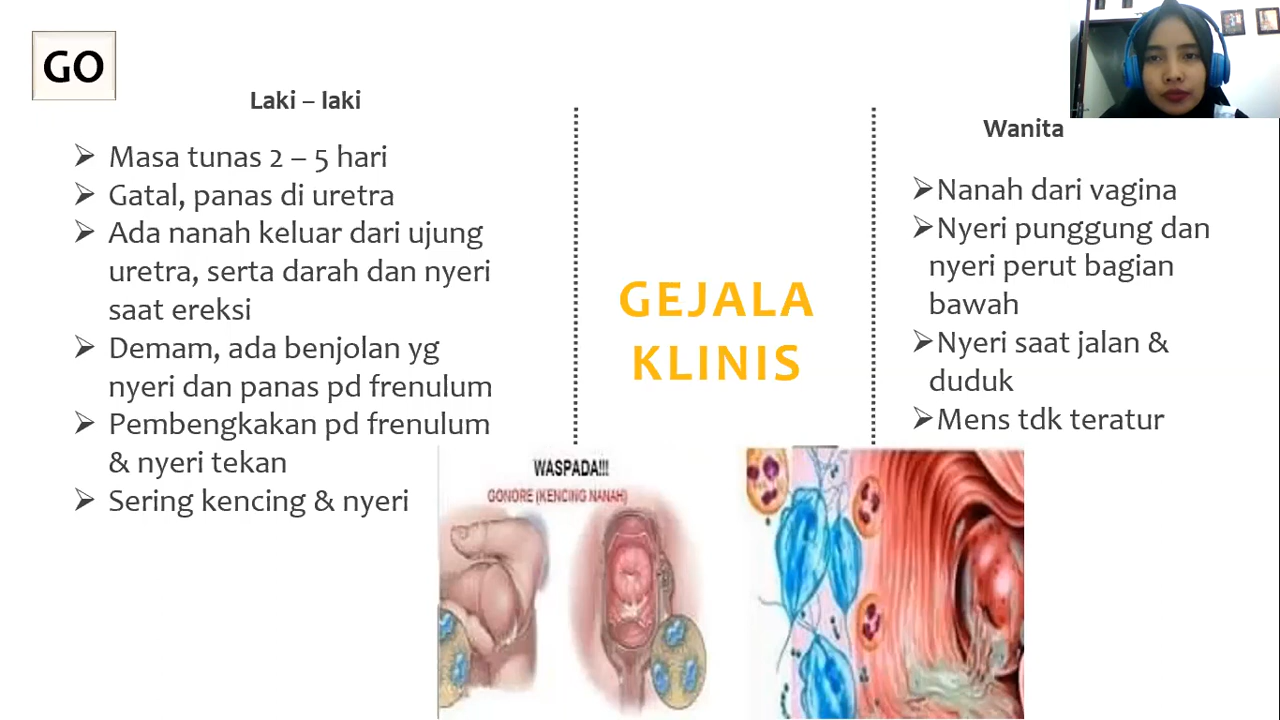 GO
Laki – laki
➢ Masa tunas 2 – 5 hari
➢ Gatal, panas di uretra
➢ Ada nanah keluar dari ujung
uretra, serta darah dan nyeri
saat ereksi
➢ Demam, ada benjolan yg
nyeri dan panas pd frenulum
➢ Pembengkakan pd frenulum
& nyeri tekan
➢ Sering kencing & nyeri
GEJALA
KLINIS
Wanita
➢Nanah dari vagina
➢Nyeri punggung dan
nyeri perut bagian
bawah
➢Nyeri saat jalan &
duduk
➢Mens tdk teratur
WASPADA!!!
GONORE (KENCING NANAH)